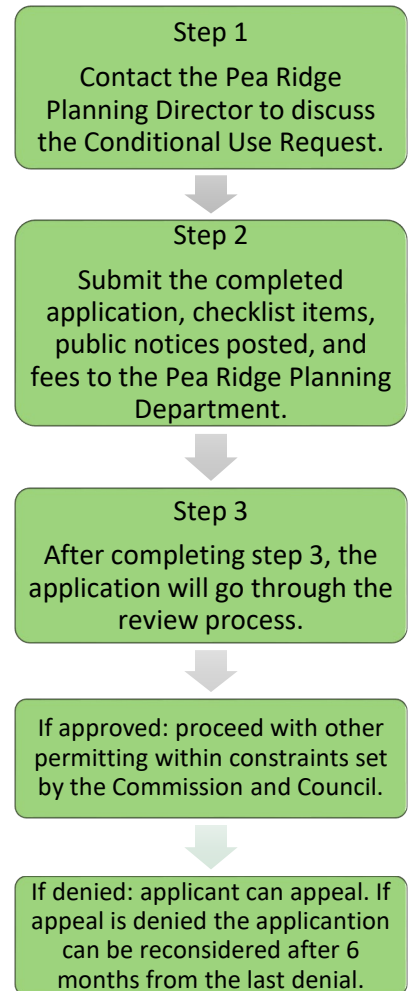 Step 1
Contact the Pea Ridge
Planning Director to discuss
the Conditional Use Request.
Step 2
Submit the completed
application, checklist items,
public notices posted, and
fees to the Pea Ridge Planning
Department.
Step 3
After completing step 3, the
application will go through the
review process.
If approved: proceed with other
permitting within constraints set
by the Commission and Council.
If denied: applicant can appeal. If
appeal is denied the applicantion
can be reconsidered after 6
months from the last denial.